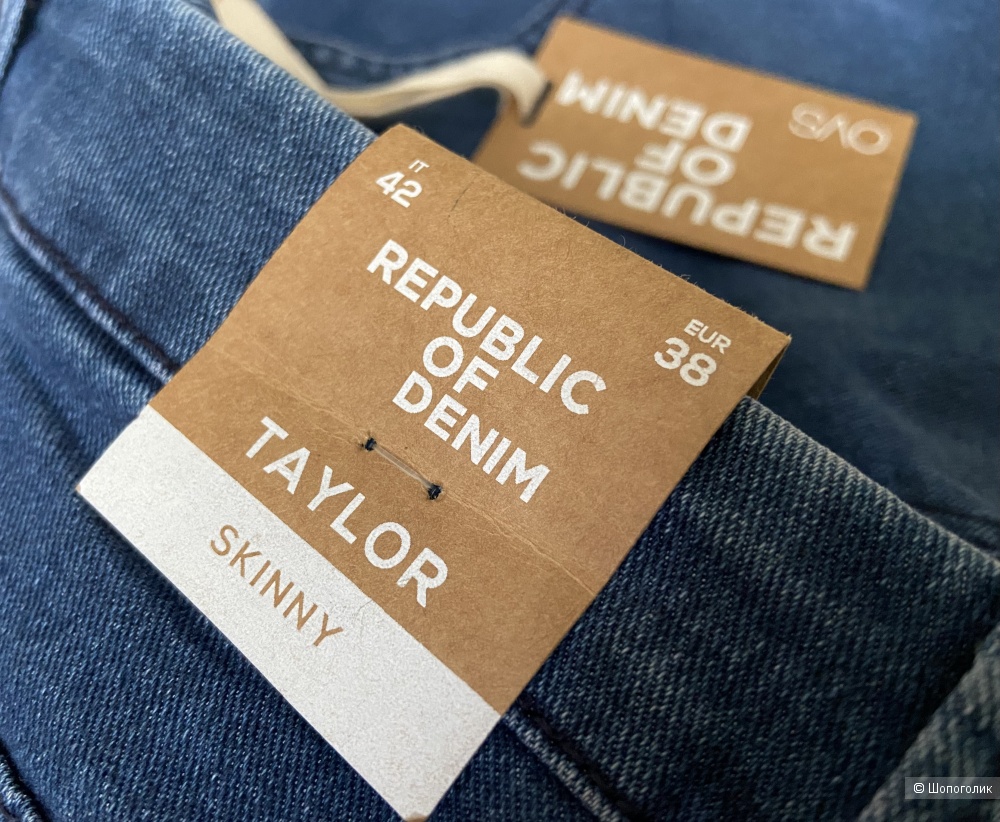 IT
42
REPUBLIC
OF
DENIM
EUR
38
TAYLOR
SKINNY
OVS
REPUBLIC
OF
DENIM
© Шопоголик